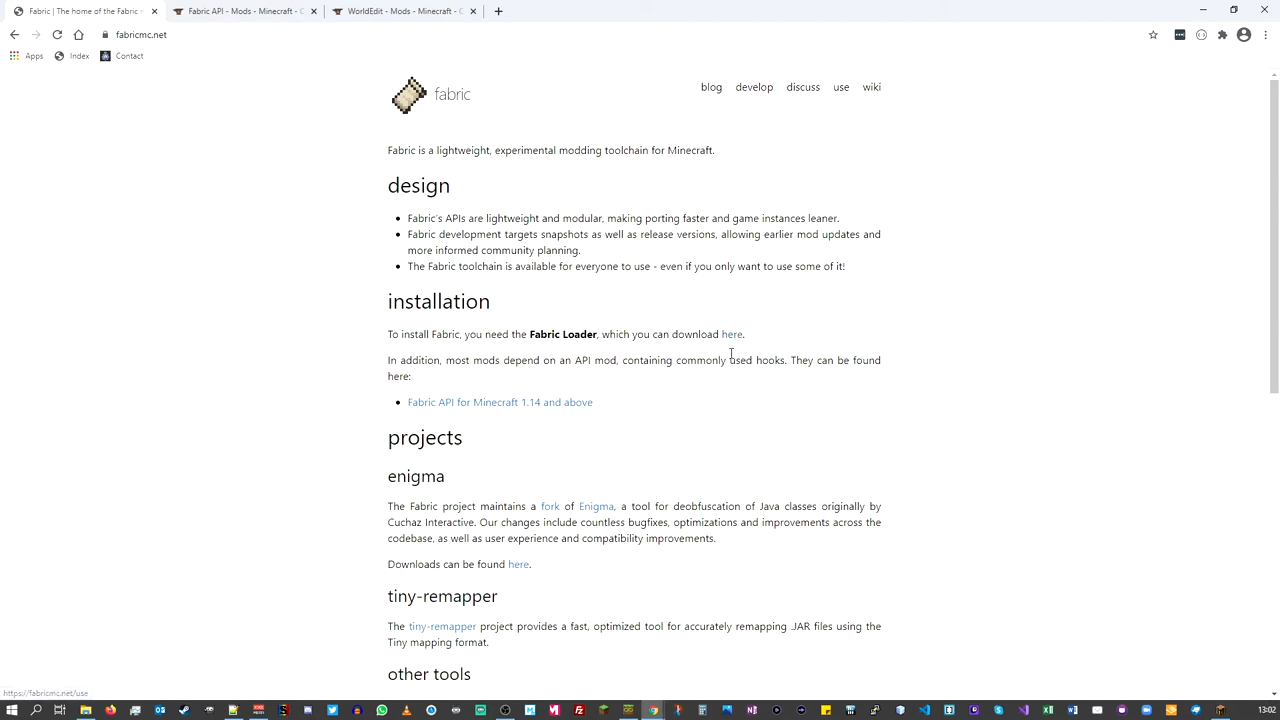 Fabric | The home of the Fabric
Fabric API - Mods - Minecraft - C
WorldEdit - Mods - Minecraft - C
fabricmc.net
Apps
Index
Contact
fabric
blog
develop
discuss
use
wiki
Fabric is a lightweight, experimental modding toolchain for Minecraft.
design
• Fabric's APIs are lightweight and modular, making porting faster and game instances leaner.
• Fabric development targets snapshots as well as release versions, allowing earlier mod updates and
more informed community planning.
• The Fabric toolchain is available for everyone to use - even if you only want to use some of it!
installation
To install Fabric, you need the Fabric Loader, which you can download here.
In addition, most mods depend on an API mod, containing commonly used hooks. They can be found
here:
• Fabric API for Minecraft 1.14 and above
projects
enigma
The Fabric project maintains a fork of Enigma, a tool for deobfuscation of Java classes originally by
Cuchaz Interactive. Our changes include countless bugfixes, optimizations and improvements across the
codebase, as well as user experience and compatibility improvements.
Downloads can be found here.
tiny-remapper
The tiny-remapper project provides a fast, optimized tool for accurately remapping .JAR files using the
Tiny mapping format.
other tools
https://fabricmc.net/use
13:02